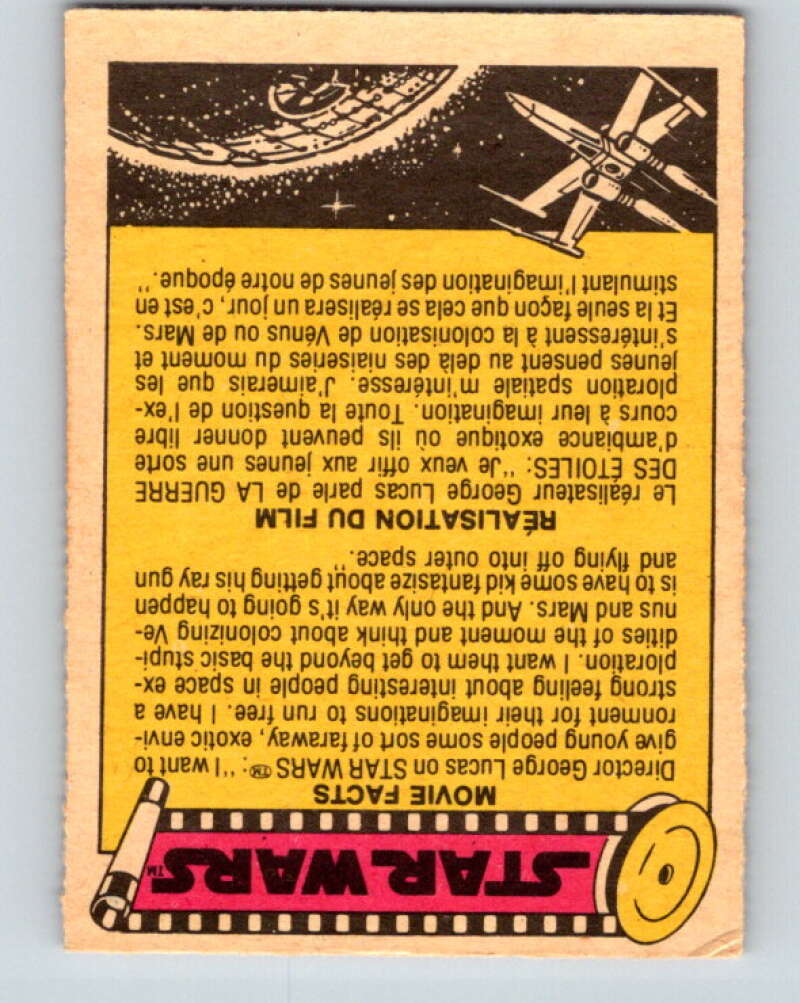 STAR WARS™
MOVIE FACTS
Director George Lucas on STAR WARS ™: "I want to
give young people some sort of faraway, exotic envi-
ronment for their imaginations to run free. I have a
strong feeling about interesting people in space ex-
ploration. I want them to get beyond the basic stupi-
dities of the moment and think about colonizing Ve-
nus and Mars. And the only way it's going to happen
is to have some kid fantasize about getting his ray gun
and flying off into outer space."
RÉALISATION DU FILM
Le réalisateur George Lucas parle de LA GUERRE
DES ÉTOILES: "Je veux offir aux jeunes une sorte
d'ambiance exotique où ils peuvent donner libre
cours à leur imagination. Toute la question de l'ex-
ploration spatiale m'intéresse. J'aimerais que les
jeunes pensent au delà des niaiseries du moment et
s'intéressent à la colonisation de Vénus ou de Mars.
Et la seule façon que cela se réalisera un jour, c'est en
stimulant l'imagination des jeunes de notre époque."